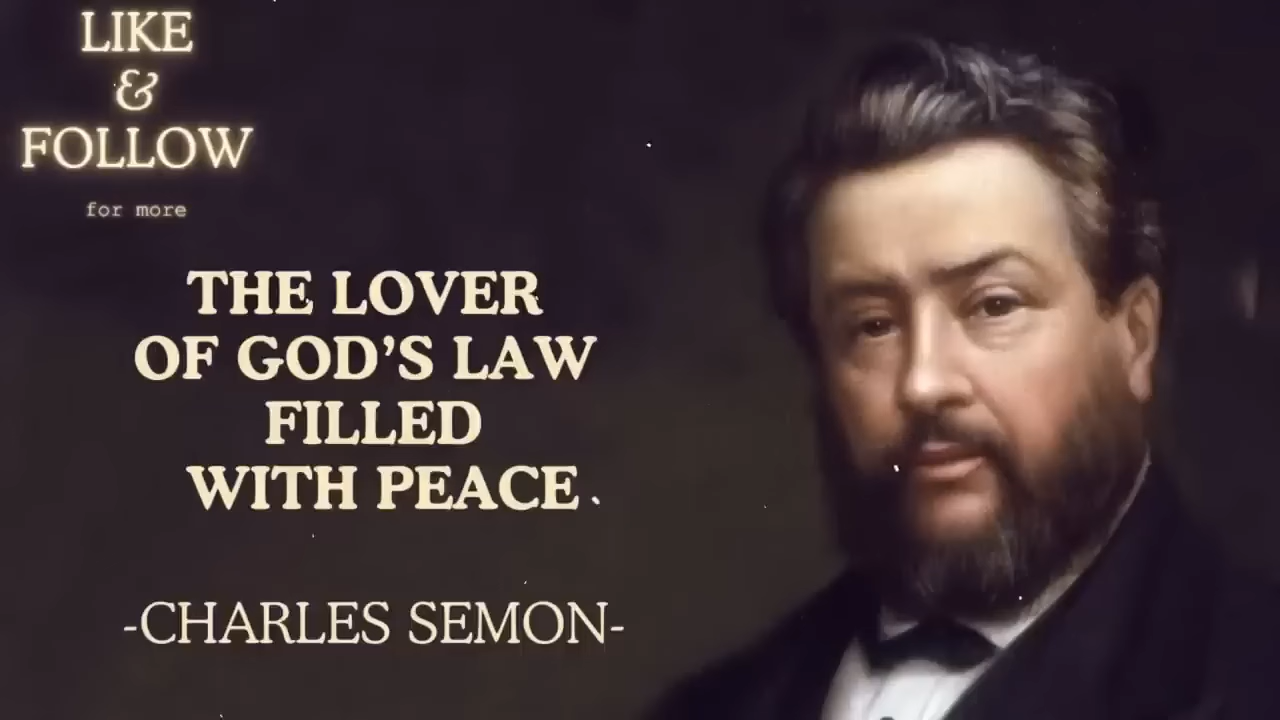 LIKE
&
FOLLOW
for more
THE LOVER
OF GOD'S LAW
FILLED
WITH PEACE
-CHARLES SEMON-